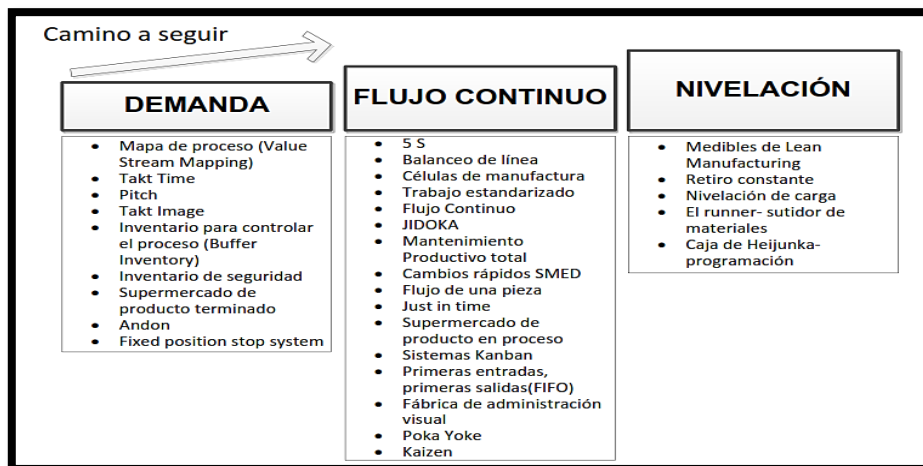 Camino a seguir
DEMANDA
• Mapa de proceso (Value
Stream Mapping)
• Takt Time
• Pitch
• Takt Image
• Inventario para controlar
el proceso (Buffer
Inventory)
• Inventario de seguridad
• Supermercado de
producto terminado
• Andon
• Fixed position stop system
FLUJO CONTINUO
• 5 S
• Balanceo de línea
• Células de manufactura
• Trabajo estandarizado
• Flujo Continuo
• JIDOKA
• Mantenimiento
Productivo total
• Cambios rápidos SMED
• Flujo de una pieza
• Just in time
• Supermercado de
producto en proceso
• Sistemas Kanban
• Primeras entradas,
primeras salidas(FIFO)
• Fábrica de administración
visual
• Poka Yoke
• Kaizen
NIVELACIÓN
• Medibles de Lean
Manufacturing
• Retiro constante
• Nivelación de carga
• El runner- sutidor de
materiales
• Caja de Heijunka-
programación